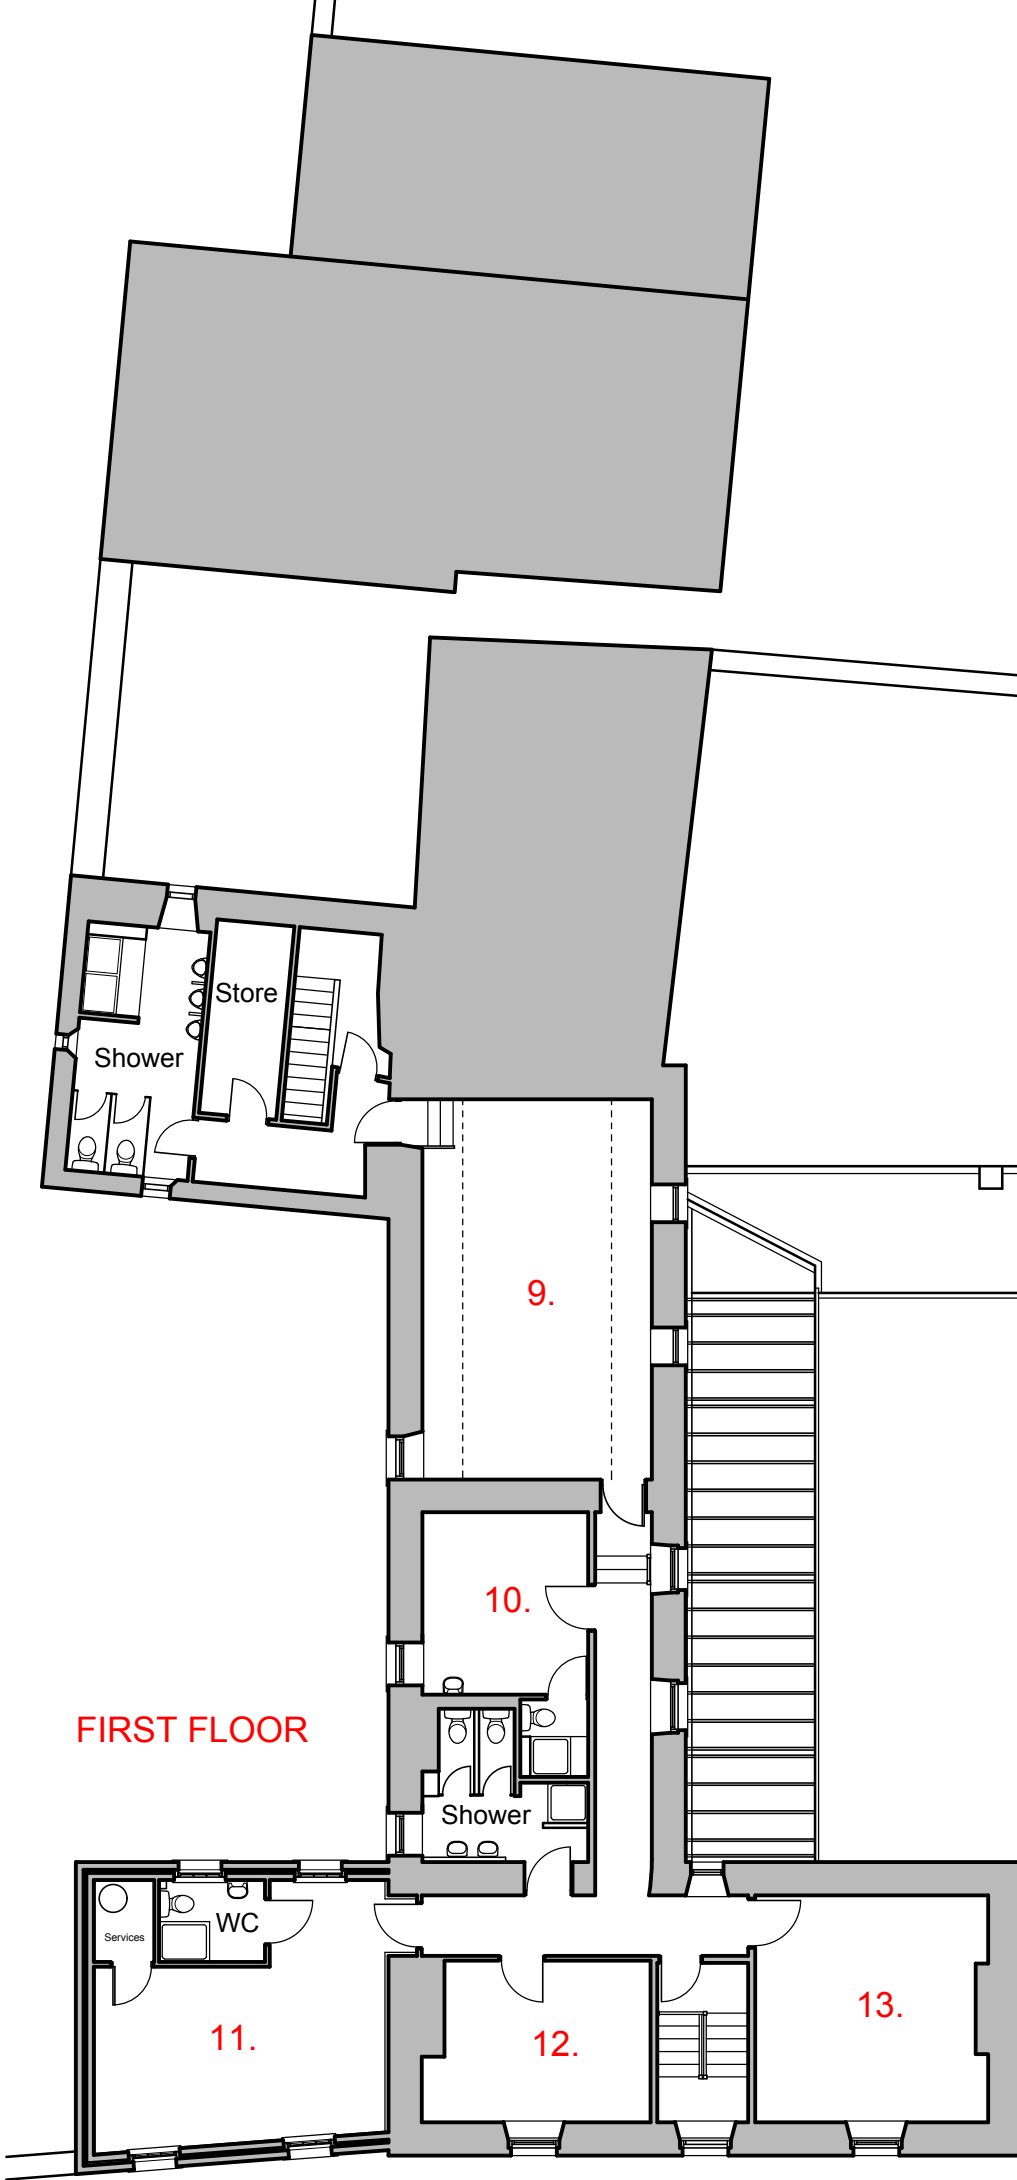 Store
Shower
9.
10.
FIRST FLOOR
Shower
WC
Services
13.
11.
12.